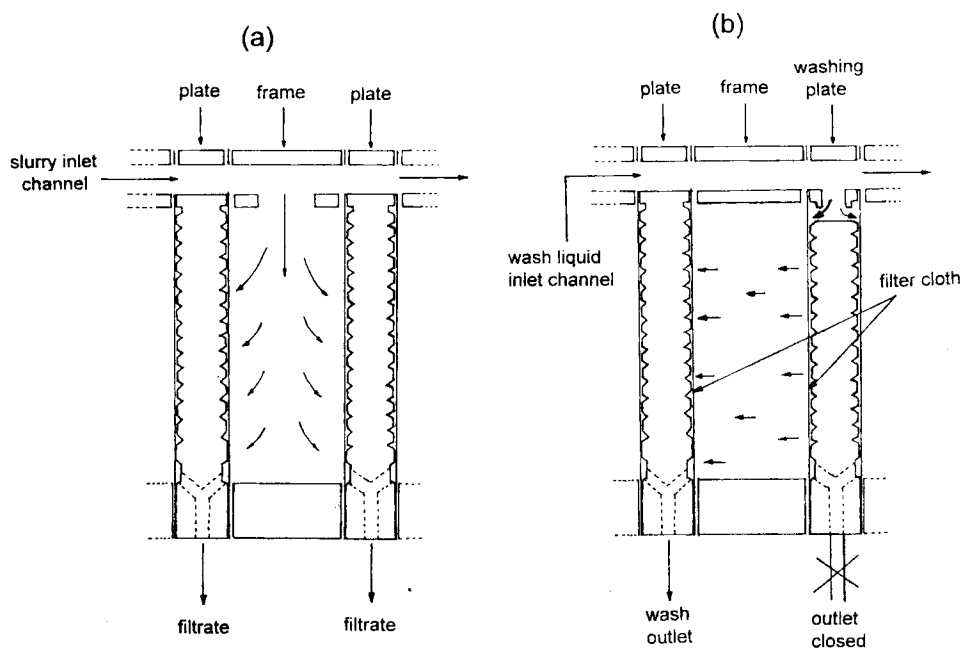 (a)
plate
frame
plate
slurry inlet
channel
filtrate
filtrate
(b)
plate
frame
washing
plate
wash liquid
inlet channel
filter cloth
wash
outlet
outlet
closed